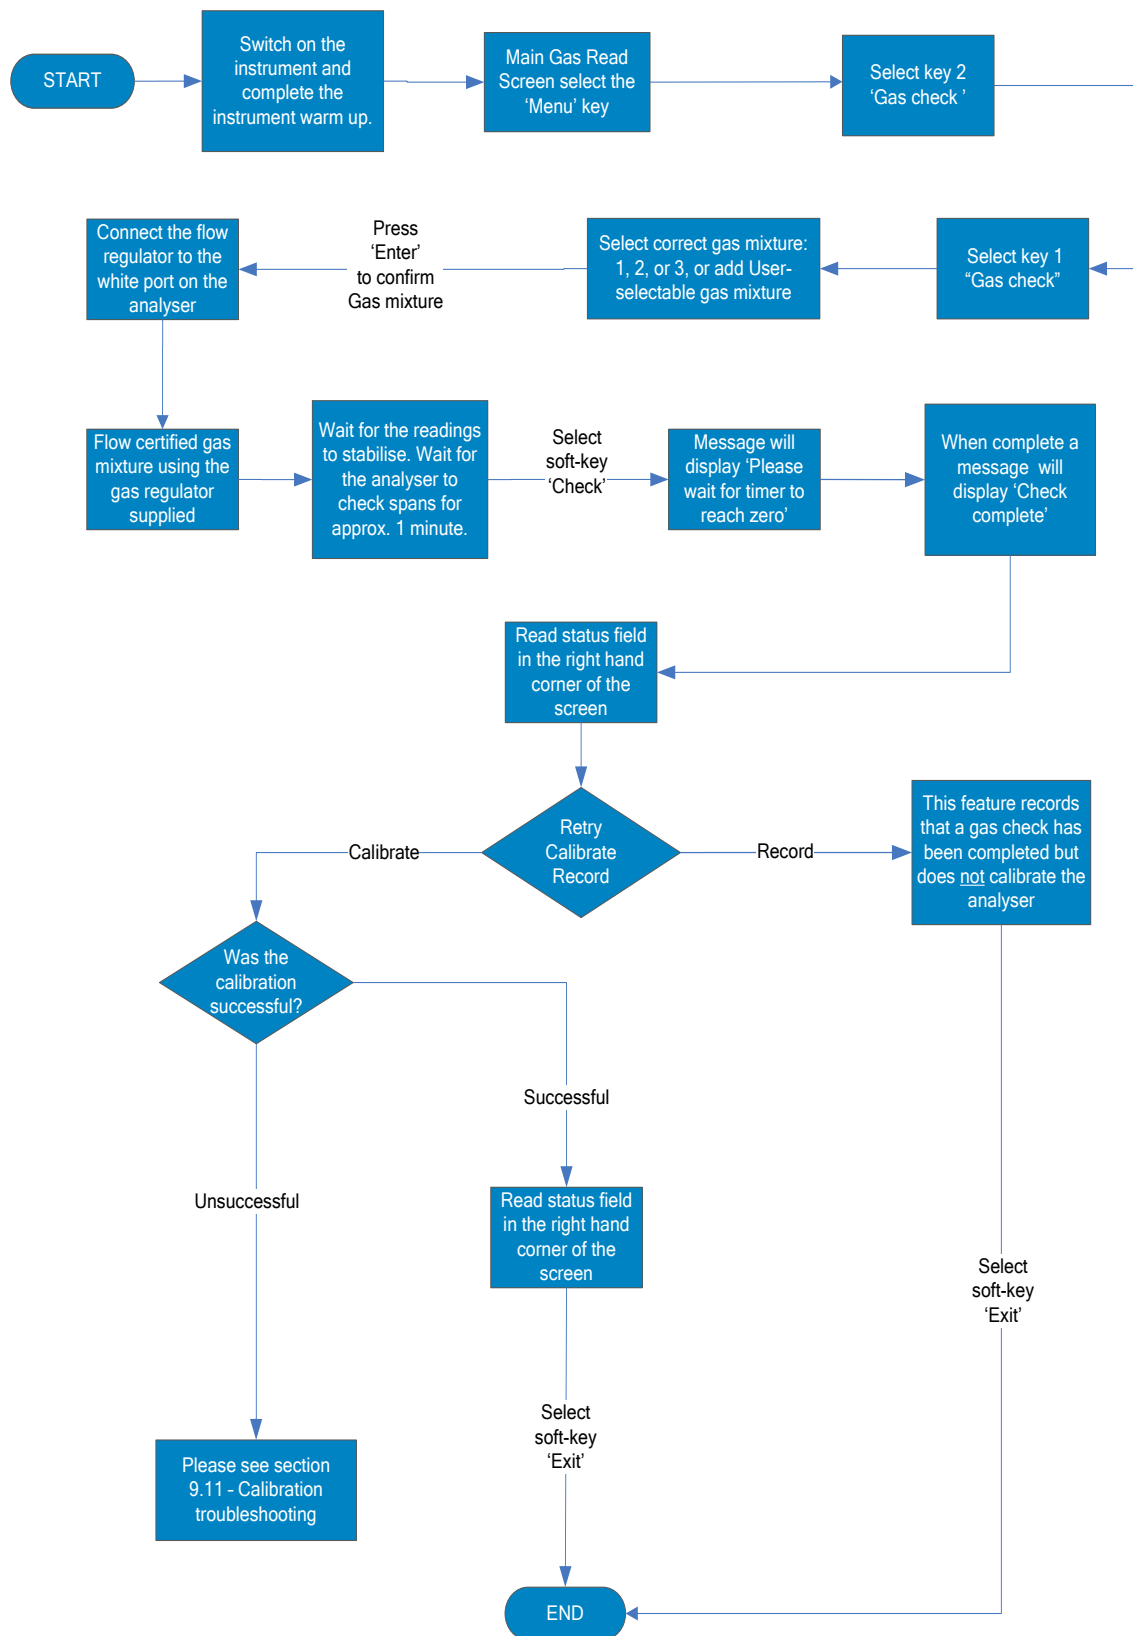 START
Switch on the
instrument and
complete the
instrument warm up.
Main Gas Read
Screen select the
‘Menu’ key
Select key 2
‘Gas check ’
Select key 1
“Gas check”
Select correct gas mixture:
1, 2, or 3, or add User-
selectable gas mixture
Press
‘Enter’
to confirm
Gas mixture
Connect the flow
regulator to the
white port on the
analyser
Flow certified gas
mixture using the
gas regulator
supplied
Wait for the readings
to stabilise. Wait for
the analyser to
check spans for
approx. 1 minute.
Select
soft-key
‘Check’
Message will
display ‘Please
wait for timer to
reach zero’
When complete a
message  will
display ‘Check
complete’
Read status field
in the right hand
corner of the
screen
Retry
Calibrate
Record
Calibrate
Record
This feature records
that a gas check has
been completed but
does not calibrate the
analyser
Was the
calibration
successful?
Successful
Unsuccessful
Read status field
in the right hand
corner of the
screen
Select
soft-key
‘Exit’
Select
soft-key
‘Exit’
Please see section
9.11 - Calibration
troubleshooting
END